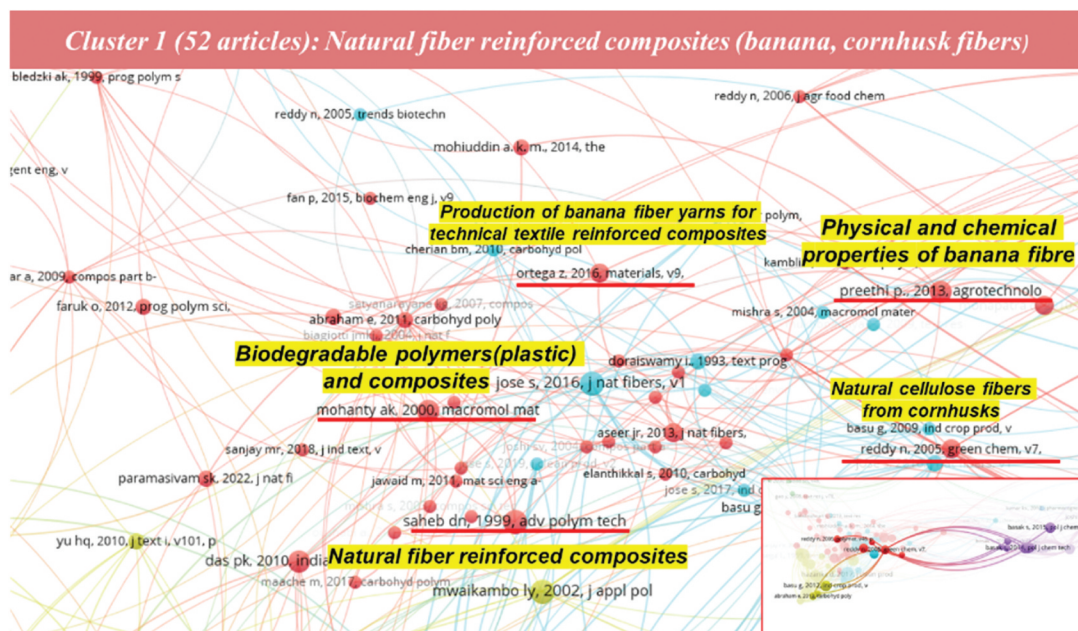 Cluster 1 (52 articles): Natural fiber reinforced composites (banana, cornhusk fibers)
bledzki ak, 1999, prog polym s
reddy n, 2006, j agr food chem
reddy n, 2005, trends biotechn
mohiuddin a. k. m., 2014, the
gent eng, v
fan p, 2015, biochem eng j, v9
Production of banana fiber yarns for
technical textile reinforced composites
polym,
cherian bm, 2010, carbohyd pol
Physical and chemical
properties of banana fibre
ortega z, 2016, materials, v9,
ar a, 2009, compos part b-
preethi p., 2013, agrotechnolo
satyanarayana kg, 2007, compos
faruk o, 2012, prog polym sci,
abraham e, 2011, carbohyd poly
mishra s, 2004, macromol mater
Biodegradable polymers(plastic)
and composites
doraiswamy i., 1993, text prog
jose s, 2016, j nat fibers, v1
Natural cellulose fibers
from cornhusks
mohanty ak, 2000, macromol mat
basu g, 2009, ind crop prod, v
aseer jr, 2013, j nat fibers,
sanjay mr, 2018, j ind text, v
reddy n, 2005, green chem, v7,
paramasivam sk, 2022, j nat fi
jawaid m, 2011, mat sci eng a-
elanthikkal s, 2010, carbohyd
jose s, 2017, ind
basu g
saheb dn, 1999, adv polym tech
yu hq, 2010, j text i, v101, p
das pk, 2010, india
Natural fiber reinforced composites
maache m, 2017, carbohyd polym
mwaikambo ly, 2002, j appl pol